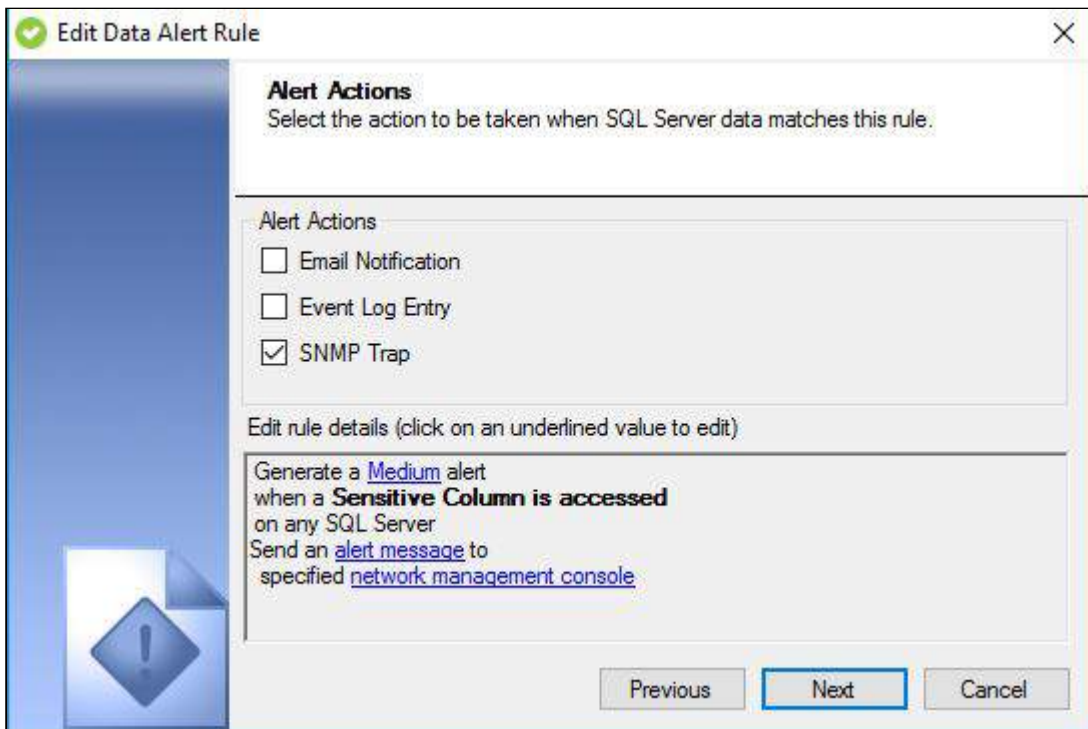 Edit Data Alert Rule
Alert Actions
Select the action to be taken when SQL Server data matches this rule.
Alert Actions
Email Notification
Event Log Entry
SNMP Trap
Edit rule details (click on an underlined value to edit)
Generate a Medium alert
when a Sensitive Column is accessed
on any SQL Server
Send an alert message to
specified network management console
Previous Next Cancel